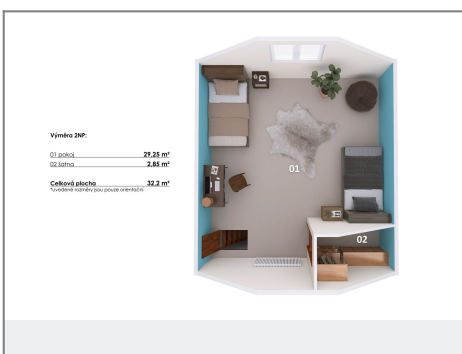 Výměra 2NP:
01 pokoj 29,25 m²
02 šatna 2,85 m²
Celková plocha 32,2 m²
*uvedené rozměry jsou pouze orientační
01
02